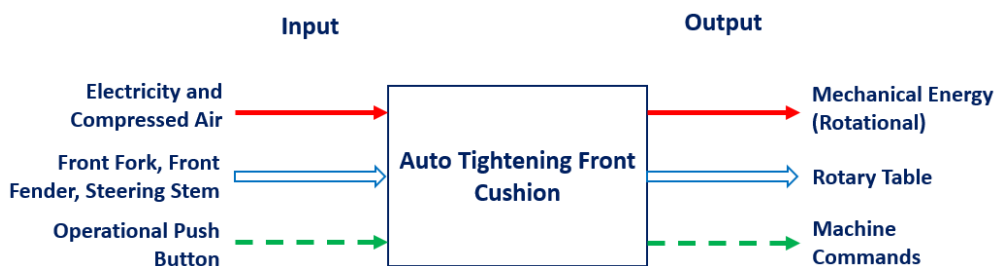 Input
Output
Electricity and
Compressed Air
Front Fork, Front
Fender, Steering Stem
Operational Push
Button
Auto Tightening Front
Cushion
Mechanical Energy
(Rotational)
Rotary Table
Machine
Commands